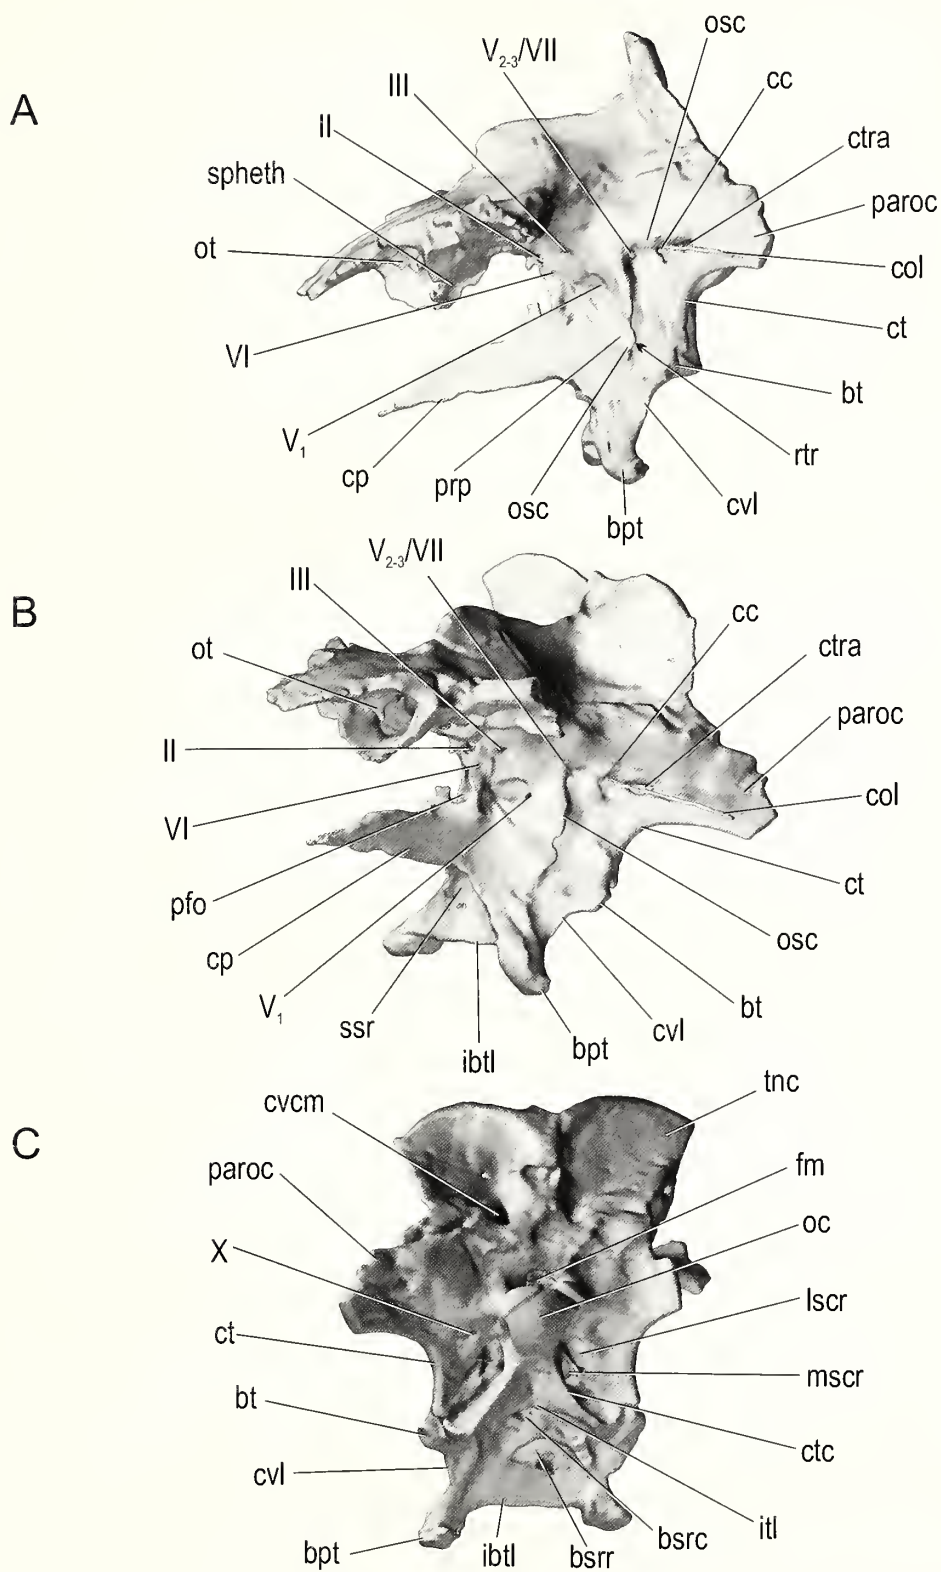 A
osc
V2-3/VII
cc
III
ctra
II
paroc
spheth
col
ot
ct
VI
bt
V1
rtr
cp
prp
cvl
osc
bpt
B
V2-3/VII
III
cc
ctra
ot
paroc
II
col
VI
ct
pfo
osc
cp
bt
V1
ssr
cvl
ibtl
bpt
C
cvcm
tnc
paroc
fm
oc
X
lscr
ct
mscr
bt
ctc
cvl
itl
bsrc
bpt
ibtl
bsrr